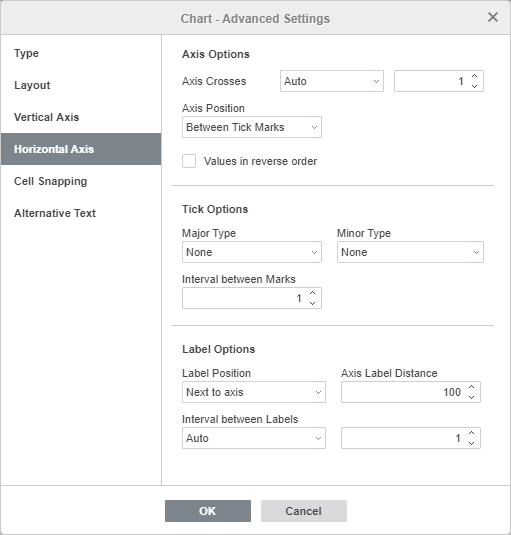 Chart - Advanced Settings
Type
Layout
Vertical Axis
Horizontal Axis
Cell Snapping
Alternative Text
Axis Options
Axis Crosses Auto 1
Axis Position
Between Tick Marks
Values in reverse order
Tick Options
Major Type Minor Type
None None
Interval between Marks
1
Label Options
Label Position Axis Label Distance
Next to axis 100
Interval between Labels
Auto 1
OK Cancel